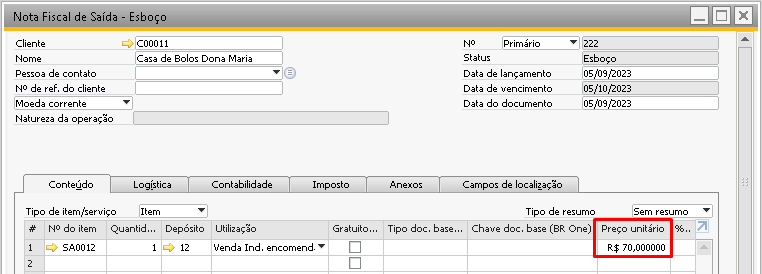 Nota Fiscal de Saída - Esboço
Cliente C00011 Nº Primário 222
Nome Casa de Bolos Dona Maria Status Esboço
Pessoa de contato Data de lançamento 05/09/2023
Nº de ref. do cliente Data de vencimento 05/10/2023
Moeda corrente Data do documento 05/09/2023
Natureza da operação
Conteúdo Logística Contabilidade Imposto Anexos Campos de localização
Tipo de item/serviço Item Tipo de resumo Sem resumo
# Nº do item Quantid... Depósito Utilização Gratuito... Tipo doc. base... Chave doc. base (BR One) Preço unitário %..
1 SA0012 1 12 Venda Ind. encomend. R$ 70,000000
2